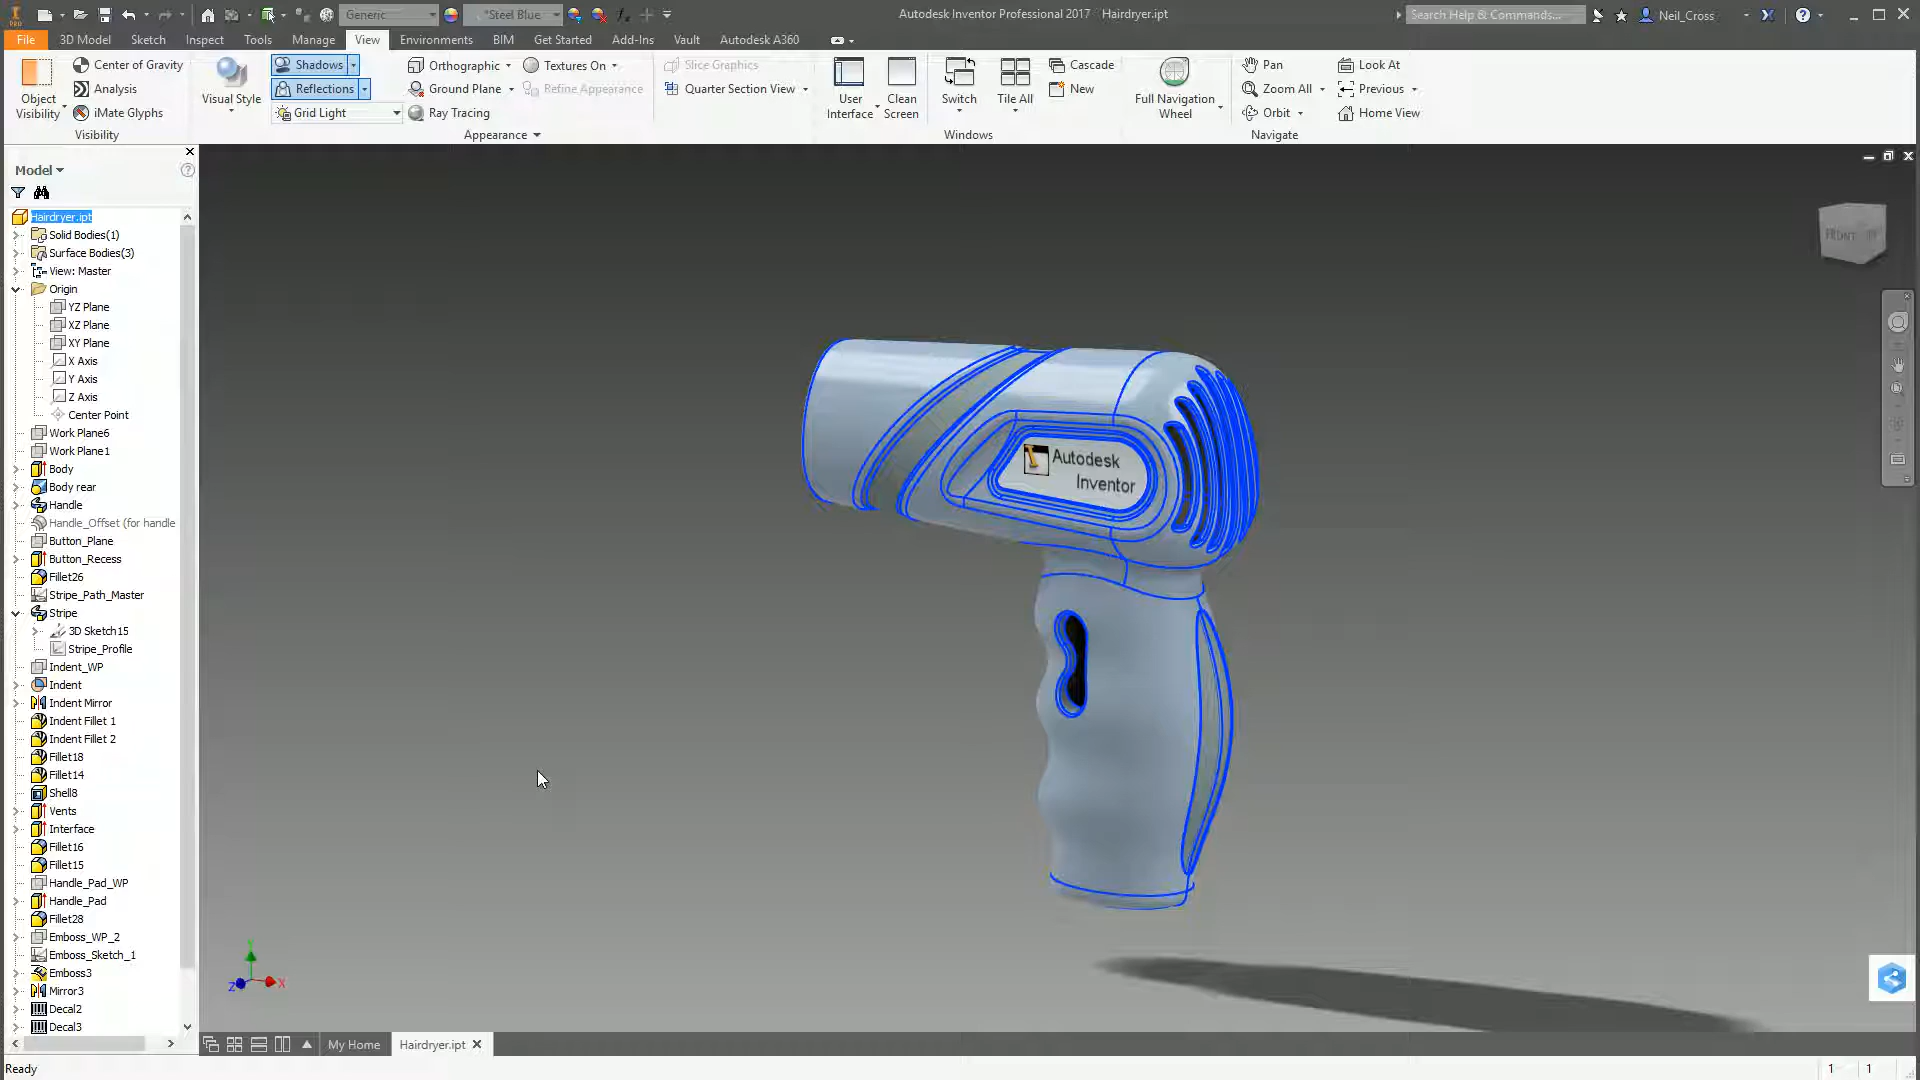 PRO
Generic
*Steel Blue
Autodesk Inventor Professional 2017   Hairdryer.ipt
Search Help & Commands...
Neil_Cross
File
3D Model
Sketch
Inspect
Tools
Manage
View
Environments
BIM
Get Started
Add-Ins
Vault
Autodesk A360
Object
Visibility
Center of Gravity
Analysis
iMate Glyphs
Visibility
Visual Style
Shadows
Reflections
Grid Light
Orthographic
Ground Plane
Ray Tracing
Textures On
Refine Appearance
Appearance
Slice Graphics
Quarter Section View
User
Interface
Clean
Screen
Switch
Tile All
Cascade
New
Windows
Full Navigation
Wheel
Pan
Zoom All
Orbit
Look At
Previous
Home View
Navigate
Model
Hairdryer.ipt
Solid Bodies(1)
Surface Bodies(3)
View: Master
Origin
YZ Plane
XZ Plane
XY Plane
X Axis
Y Axis
Z Axis
Center Point
Work Plane6
Work Plane1
Body
Body rear
Handle
Handle_Offset (for handle
Button_Plane
Button_Recess
Fillet26
Stripe_Path_Master
Stripe
3D Sketch15
Stripe_Profile
Indent_WP
Indent
Indent Mirror
Indent Fillet 1
Indent Fillet 2
Fillet18
Fillet14
Shell8
Vents
Interface
Fillet16
Fillet15
Handle_Pad_WP
Handle_Pad
Fillet28
Emboss_WP_2
Emboss_Sketch_1
Emboss3
Mirror3
Decal2
Decal3
FRONT
Autodesk
Inventor
Y
Z
X
My Home
Hairdryer.ipt
Ready
1
1